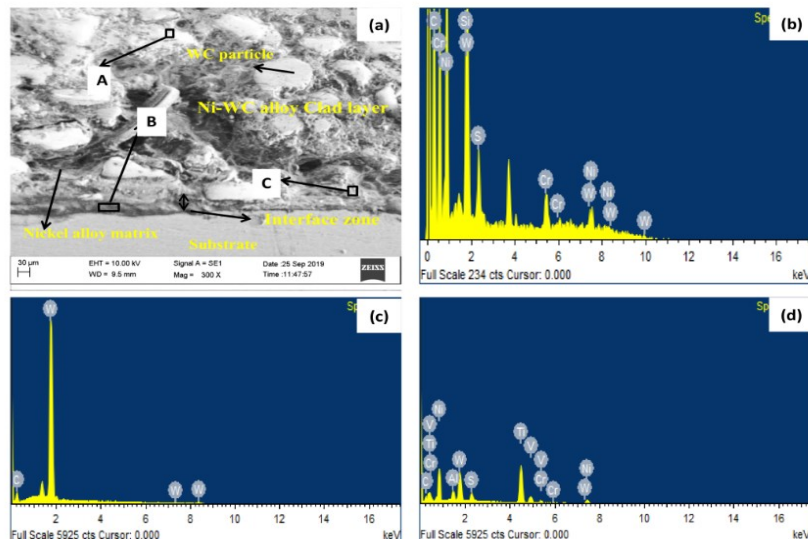 (a)
WC particle
A
Ni-WC alloy Clad layer
B
C
Nickel alloy matrix
Interface zone
Substrate
30 µm
EHT = 10.00 kV
Signal A = SE1
Date :25 Sep 2019
WD = 9.5 mm
Mag = 300 X
Time :11:47:57
ZEISS
(b)
Spe
C
Cr
Ni
Si
W
S
Cr
Cr
Ni
W
Ni
W
W
0 2 4 6 8 10 12 14 16
Full Scale 234 cts Cursor: 0.000
keV
(c)
Spe
W
C
W
W
2 4 6 8 10 12 14 16
Full Scale 5925 cts Cursor: 0.000
keV
(d)
Spe
Ni
V
Ti
Cr
C
Al
W
S
Ti
V
V
Cr
Cr
Ni
W
2 4 6 8 10 12 14 16
Full Scale 5925 cts Cursor: 0.000
keV